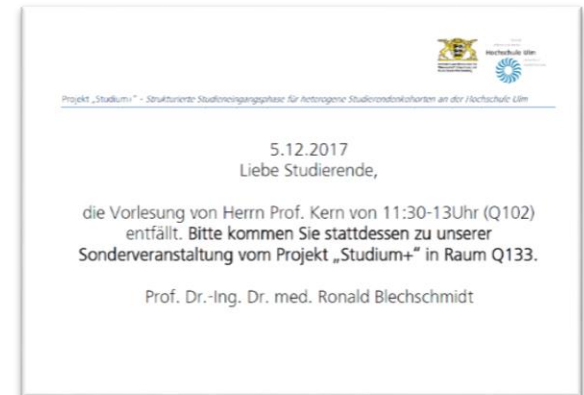 Hochschule Ulm
Projekt „Studium+“ – Strukturierte Studieneingangsphase für heterogene Studierendenkohorten an der Hochschule Ulm
5.12.2017
Liebe Studierende,
die Vorlesung von Herrn Prof. Kern von 11:30-13Uhr (Q102)
entfällt. Bitte kommen Sie stattdessen zu unserer
Sonderveranstaltung vom Projekt „Studium+“ in Raum Q133.
Prof. Dr.-Ing. Dr. med. Ronald Blechschmidt